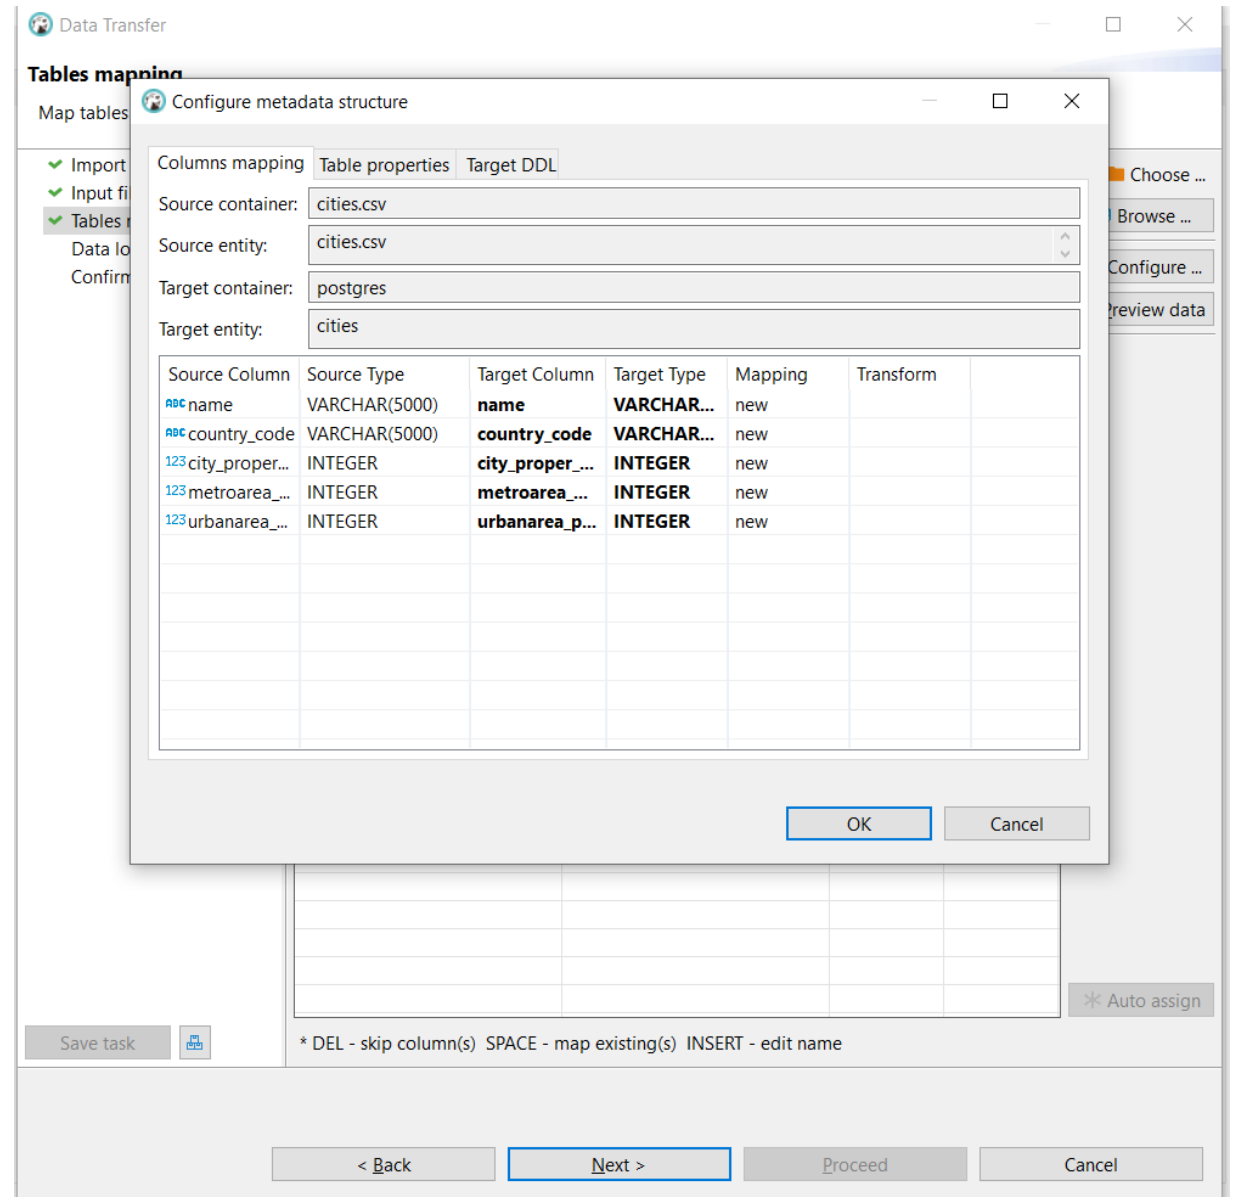 Data Transfer
Tables mapping
Map tables
Configure metadata structure
Import
Input fi
Tables r
Data lo
Confirm
Columns mapping Table properties Target DDL
Source container: cities.csv
Source entity: cities.csv
Target container: postgres
Target entity: cities
Source Column Source Type Target Column Target Type Mapping Transform
ABC name VARCHAR(5000) name VARCHAR... new
ABC country_code VARCHAR(5000) country_code VARCHAR... new
123 city_proper... INTEGER city_proper_... INTEGER new
123 metroarea_... INTEGER metroarea_... INTEGER new
123 urbanarea_... INTEGER urbanarea_p... INTEGER new
OK Cancel
Choose ...
Browse ...
Configure ...
Preview data
Auto assign
Save task
* DEL - skip column(s) SPACE - map existing(s) INSERT - edit name
< Back Next > Proceed Cancel